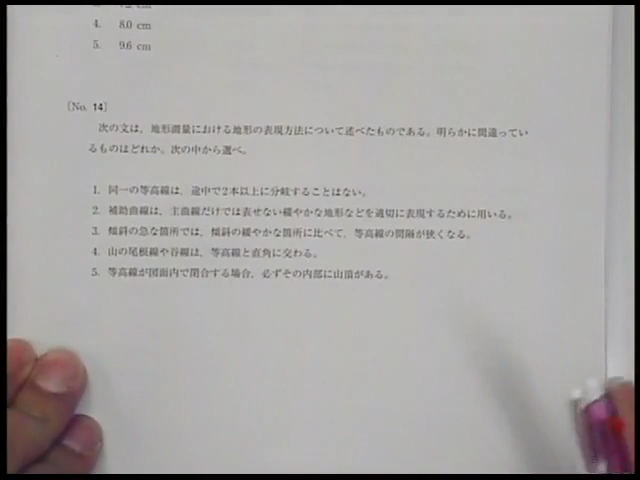 4. 8.0 cm
5. 9.6 cm
〔No. 14〕
次の文は、地形測量における地形の表現方法について述べたものである。明らかに間違ってい
るものはどれか。次の中から選べ。
1. 同一の等高線は、途中で2本以上に分岐することはない。
2. 補助曲線は、主曲線だけでは表せない緩やかな地形などを適切に表現するために用いる。
3. 傾斜の急な箇所では、傾斜の緩やかな箇所に比べて、等高線の間隔が狭くなる。
4. 山の尾根線や谷線は、等高線と直角に交わる。
5. 等高線が図面内で閉合する場合、必ずその内部に山頂がある。